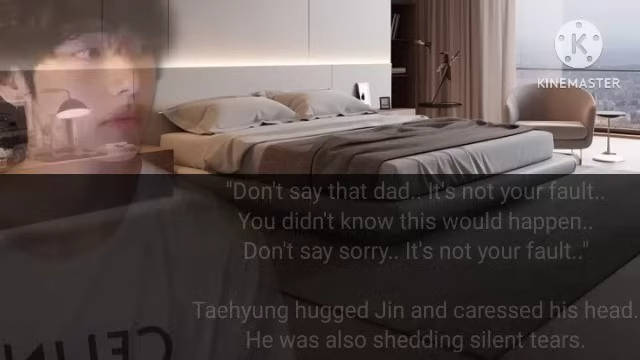 KINEMASTER
"Don't say that dad.. It's not your fault..
You didn't know this would happen..
Don't say sorry.. It's not your fault.."
Taehyung hugged Jin and caressed his head.
He was also shedding silent tears.